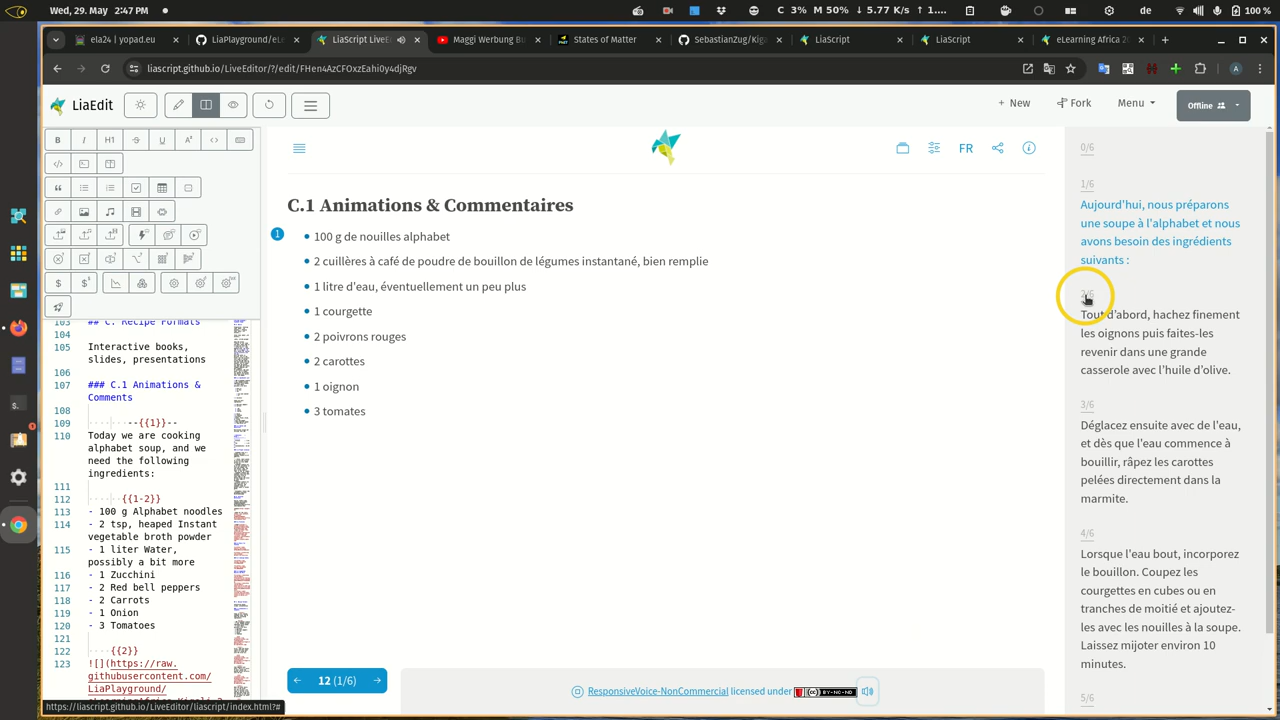 Wed, 29. May 2:47 PM
C 3% M 50% ↓ 5.77 K/s ↑
100
ela24 | yopad.eu
LiaPlayground/eLe
LiaScript LiveEd
Maggi Werbung Bu
States of Matter
SebastianZug/Kiga
LiaScript
LiaScript
eLearning Africa 20
liascript.github.io/LiveEditor/?/edit/FHen4AzCFOxzEahi0y4djRgv
LiaEdit
New
Fork
Menu
Offline
B
I
H1
S
U
FR
C.1 Animations & Commentaires
1
100 g de nouilles alphabet
2 cuillères à café de poudre de bouillon de légumes instantané, bien remplie
1 litre d'eau, éventuellement un peu plus
1 courgette
2 poivrons rouges
2 carottes
1 oignon
3 tomates
103 ## C. Recipe Formats
104
105 Interactive books,
slides, presentations
106
107 ### C.1 Animations &
Comments
108
109 --{{1}}--
110 Today we are cooking
alphabet soup, and we
need the following
ingredients:
111
112 {{1-2}}
113 - 100 g Alphabet noodles
114 - 2 tsp, heaped Instant
vegetable broth powder
115 - 1 liter Water,
possibly a bit more
116 - 1 Zucchini
117 - 2 Red bell peppers
118 - 2 Carrots
119 - 1 Onion
120 - 3 Tomatoes
121
122 {{2}}
123 ![](https://raw.
githubusercontent.com/
LiaPlayground/
https://liascript.github.io/LiveEditor/liascript/index.html?#
12 (1/6)
ResponsiveVoice-NonCommercial licensed under
BY-NC-ND
0/6
1/6
Aujourd'hui, nous préparons
une soupe à l'alphabet et nous
avons besoin des ingrédients
suivants :
2/6
Tout d'abord, hachez finement
les oignons puis faites-les
revenir dans une grande
casserole avec l'huile d'olive.
3/6
Déglacez ensuite avec de l'eau,
et dès que l'eau commence à
bouillir, râpez les carottes
pelées directement dans la
marmite.
4/6
Lorsque l'eau bout, incorporez
le bouillon. Coupez les
courgettes en cubes ou en
tranches de moitié et ajoutez-
les avec les nouilles à la soupe.
Laissez mijoter environ 10
minutes.
5/6